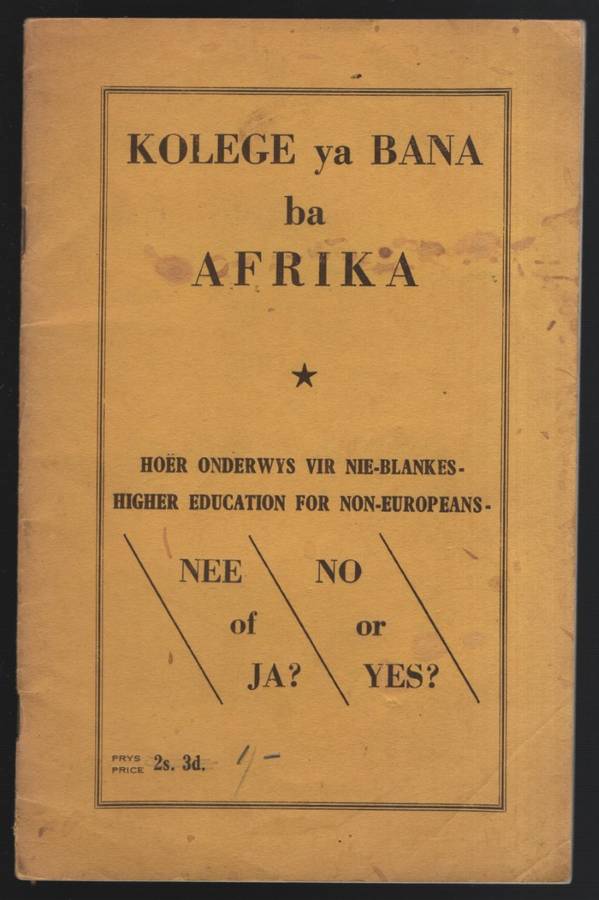 KOLEGE ya BANA
ba
AFRIKA
HOËR ONDERWYS VIR NIE-BLANKES-
HIGHER EDUCATION FOR NON-EUROPEANS-
NEE
of
JA?
NO
or
YES?
PRYS
PRICE 2s. 3d.